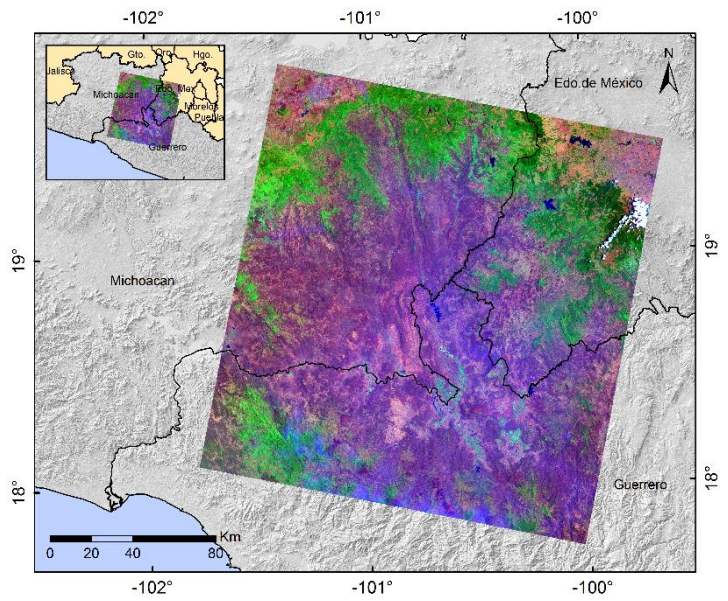 -102° -101° -100°
N
Gto. Qro. Hgo.
Jalisco
Edo. Mex
Michoacan
Morelos
Puebla
Guerrero
Edo.de México
19° 19°
Michoacan
18° 18°
Guerrero
Km
0 20 40 80
-102° -101° -100°